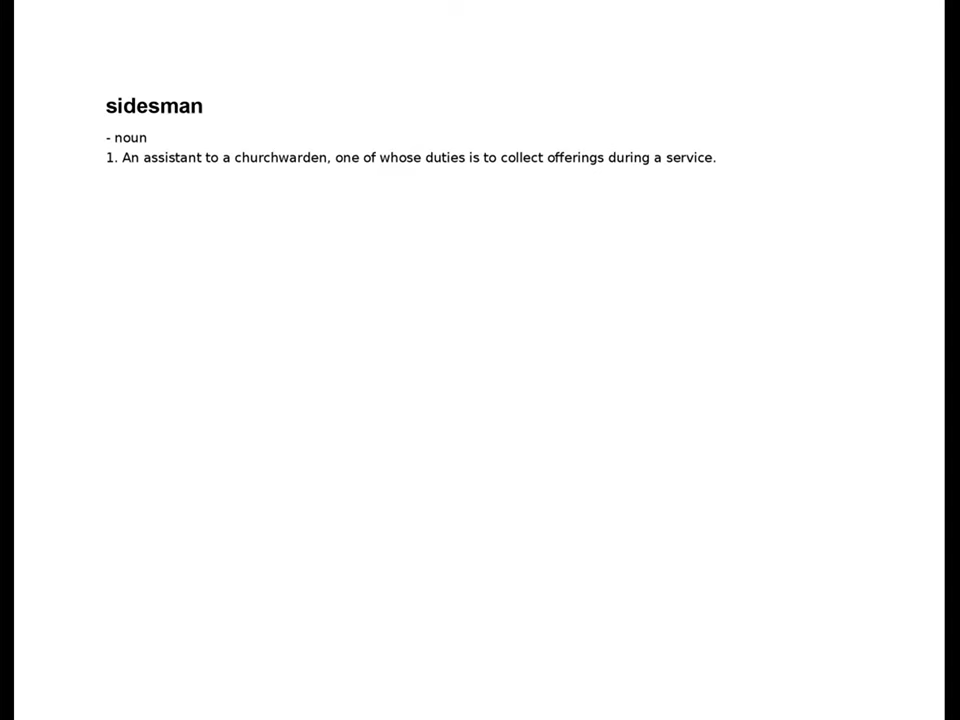 sidesman
- noun
1. An assistant to a churchwarden, one of whose duties is to collect offerings during a service.